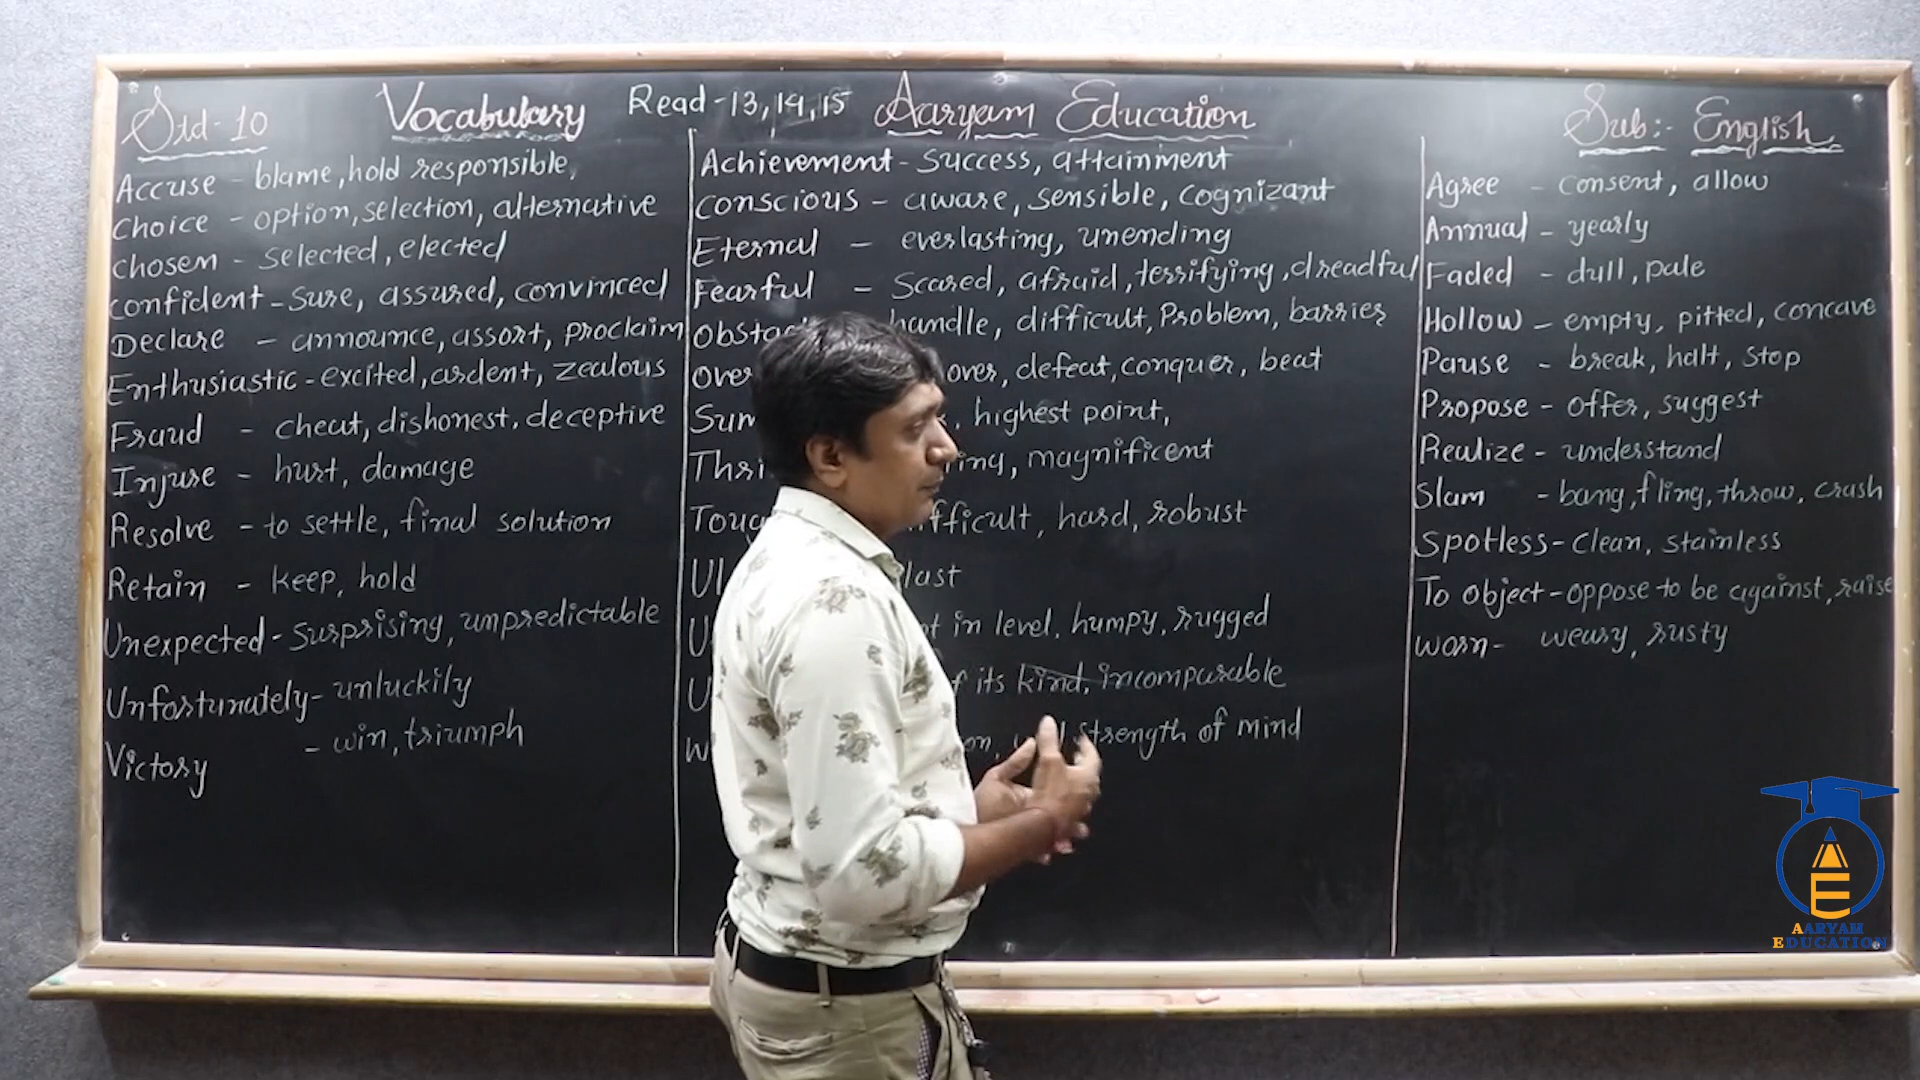 Std-10 Vocabulary Read-13,14,15 Aaryam Education Sub:- English
Accuse - blame, hold responsible,
Choice - option, selection, alternative
Chosen - selected, elected
Confident - sure, assured, convinced
Declare - announce, assort, proclaim
Enthusiastic - excited, ardent, zealous
Fraud - cheat, dishonest. deceptive
Injure - hurt, damage
Resolve - to settle, final solution
Retain - keep, hold
Unexpected - surprising, unpredictable
Unfortunately - unluckily
Victory - win, triumph
Achievement - success, attainment
Conscious - aware, sensible, cognizant
Eternal - everlasting, unending
Fearful - scared, afraid, terrifying, dreadful
handle, difficult, Problem, barrier
over, defeat, conquer, beat
highest point,
magnificent
hard, robust
last
in level, humpy, rugged
its kind, incomparable
strength of mind
Agree - consent, allow
Annual - yearly
Faded - dull, pale
Hollow - empty, pitted, concave
Pause - break, halt, stop
Propose - offer, suggest
Realize - understand
Slam - bang, fling, throw, crash
Spotless - clean, stainless
To object - oppose to be against, raise
Worn - weary, rusty
AARYAM
EDUCATION